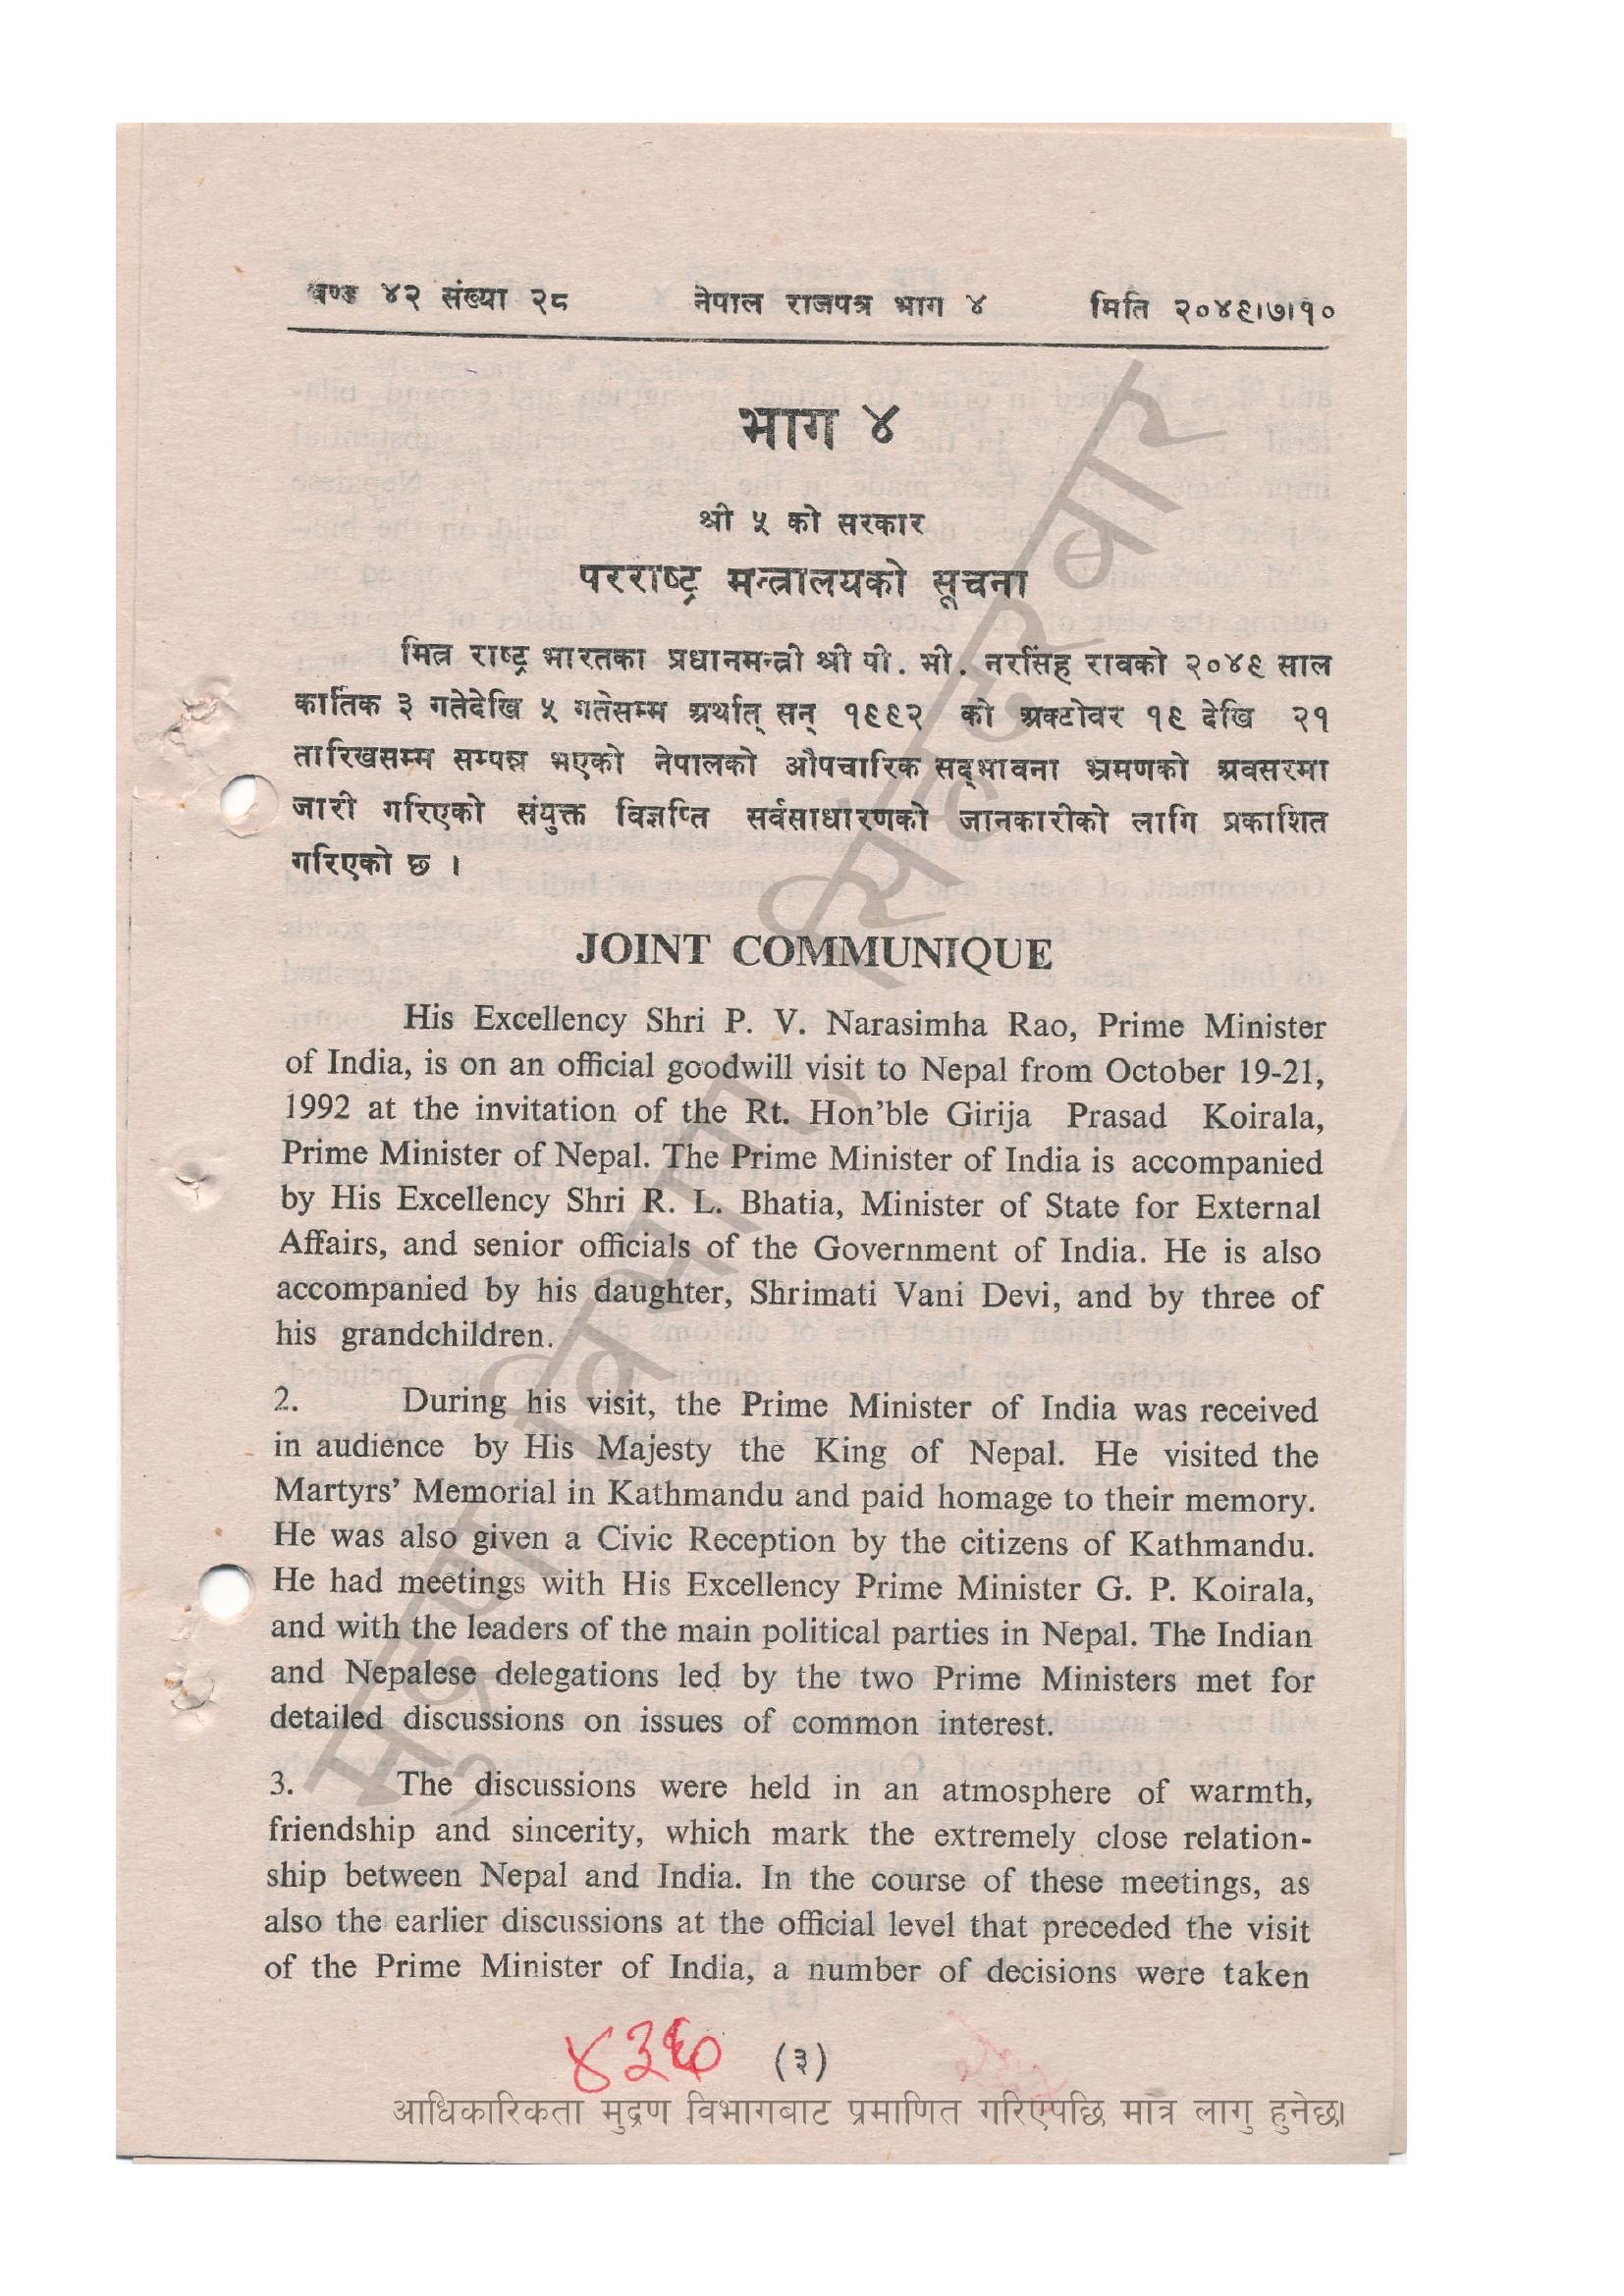 खण्ड ४२ संख्या २८ नेपाल राजपत्र भाग ४ मिति २०४९।७।१०
भाग ४
श्री ५ को सरकार
परराष्ट्र मन्त्रालयको सूचना
मित्र राष्ट्र भारतका प्रधानमन्त्री श्री पी. भी. नरसिंह रावको २०४९ साल
कार्तिक ३ गतेदेखि ५ गतेसम्म अर्थात् सन् १९९२ को अक्टोवर १९ देखि २१
तारिखसम्म सम्पन्न भएको नेपालको औपचारिक सद्‌भावना भ्रमणको अवसरमा
जारी गरिएको संयुक्त विज्ञप्ति सर्वसाधारणको जानकारीको लागि प्रकाशित
गरिएको छ ।
JOINT COMMUNIQUE
His Excellency Shri P. V. Narasimha Rao, Prime Minister
of India, is on an official goodwill visit to Nepal from October 19-21,
1992 at the invitation of the Rt. Hon'ble Girija Prasad Koirala,
Prime Minister of Nepal. The Prime Minister of India is accompanied
by His Excellency Shri R. L. Bhatia, Minister of State for External
Affairs, and senior officials of the Government of India. He is also
accompanied by his daughter, Shrimati Vani Devi, and by three of
his grandchildren.
2. During his visit, the Prime Minister of India was received
in audience by His Majesty the King of Nepal. He visited the
Martyrs' Memorial in Kathmandu and paid homage to their memory.
He was also given a Civic Reception by the citizens of Kathmandu.
He had meetings with His Excellency Prime Minister G. P. Koirala,
and with the leaders of the main political parties in Nepal. The Indian
and Nepalese delegations led by the two Prime Ministers met for
detailed discussions on issues of common interest.
3. The discussions were held in an atmosphere of warmth,
friendship and sincerity, which mark the extremely close relation-
ship between Nepal and India. In the course of these meetings, as
also the earlier discussions at the official level that preceded the visit
of the Prime Minister of India, a number of decisions were taken
(३)
आधिकारिकता मुद्रण विभागबाट प्रमाणित गरिएपछि मात्र लागु हुनेछ।
मुद्रण विभाग, सिंहदरबार